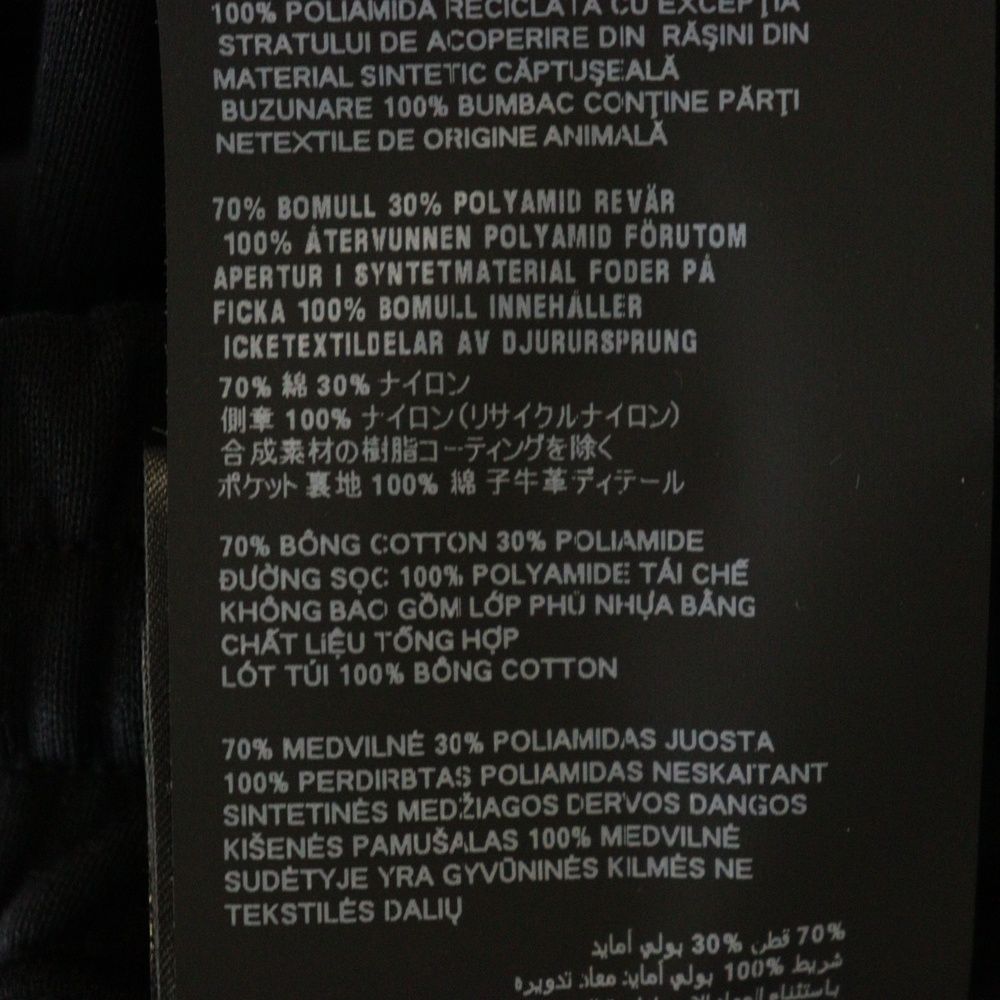 100% POLIAMIDĂ RECICLATĂ CU EXCEPŢIA
STRATULUI DE ACOPERIRE DIN RĂŞINI DIN
MATERIAL SINTETIC CĂPTUŞEALĂ
BUZUNARE 100% BUMBAC CONŢINE PĂRŢI
NETEXTILE DE ORIGINE ANIMALĂ
70% BOMULL 30% POLYAMID REVÄR
100% ÅTERVUNNEN POLYAMID FÖRUTOM
APERTUR I SYNTETMATERIAL FODER PÅ
FICKA 100% BOMULL INNEHÅLLER
ICKETEXTILDELAR AV DJURURSPRUNG
70% 綿 30% ナイロン
側章 100% ナイロン(リサイクルナイロン)
合成素材の樹脂コーティングを除く
ポケット 裏地 100% 綿 子牛革ディテール
70% BÔNG COTTON 30% POLIAMIDE
ĐƯỜNG SỌC 100% POLYAMIDE TÁI CHẾ
KHÔNG BAO GỒM LỚP PHỦ NHỰA BẰNG
CHẤT LIỆU TỔNG HỢP
LÓT TÚI 100% BÔNG COTTON
70% MEDVILNĖ 30% POLIAMIDAS JUOSTA
100% PERDIRBTAS POLIAMIDAS NESKAITANT
SINTETINĖS MEDŽIAGOS DERVOS DANGOS
KIŠENĖS PAMUŠALAS 100% MEDVILNĖ
SUDĖTYJE YRA GYVŪNINĖS KILMĖS NE
TEKSTILĖS DALIŲ
70% قطن 30% بولي أمايد
شريط 100% بولي أمايد معاد تدويره
باستثناء